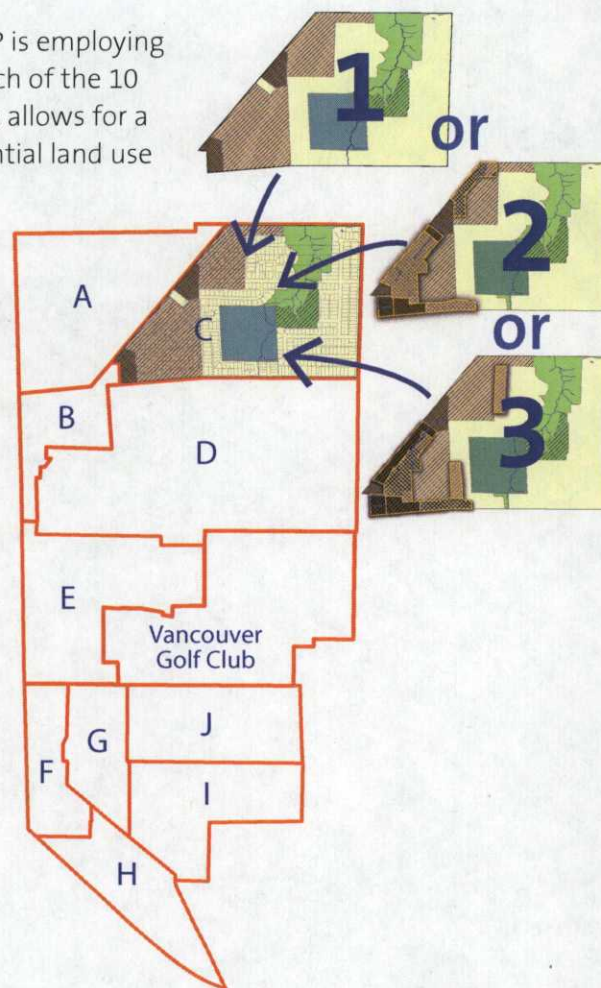 P is employing
ch of the 10
allows for a
ntial land use
1
or
2
or
3
A
C
B
D
E
Vancouver
Golf Club
J
G
F
I
H